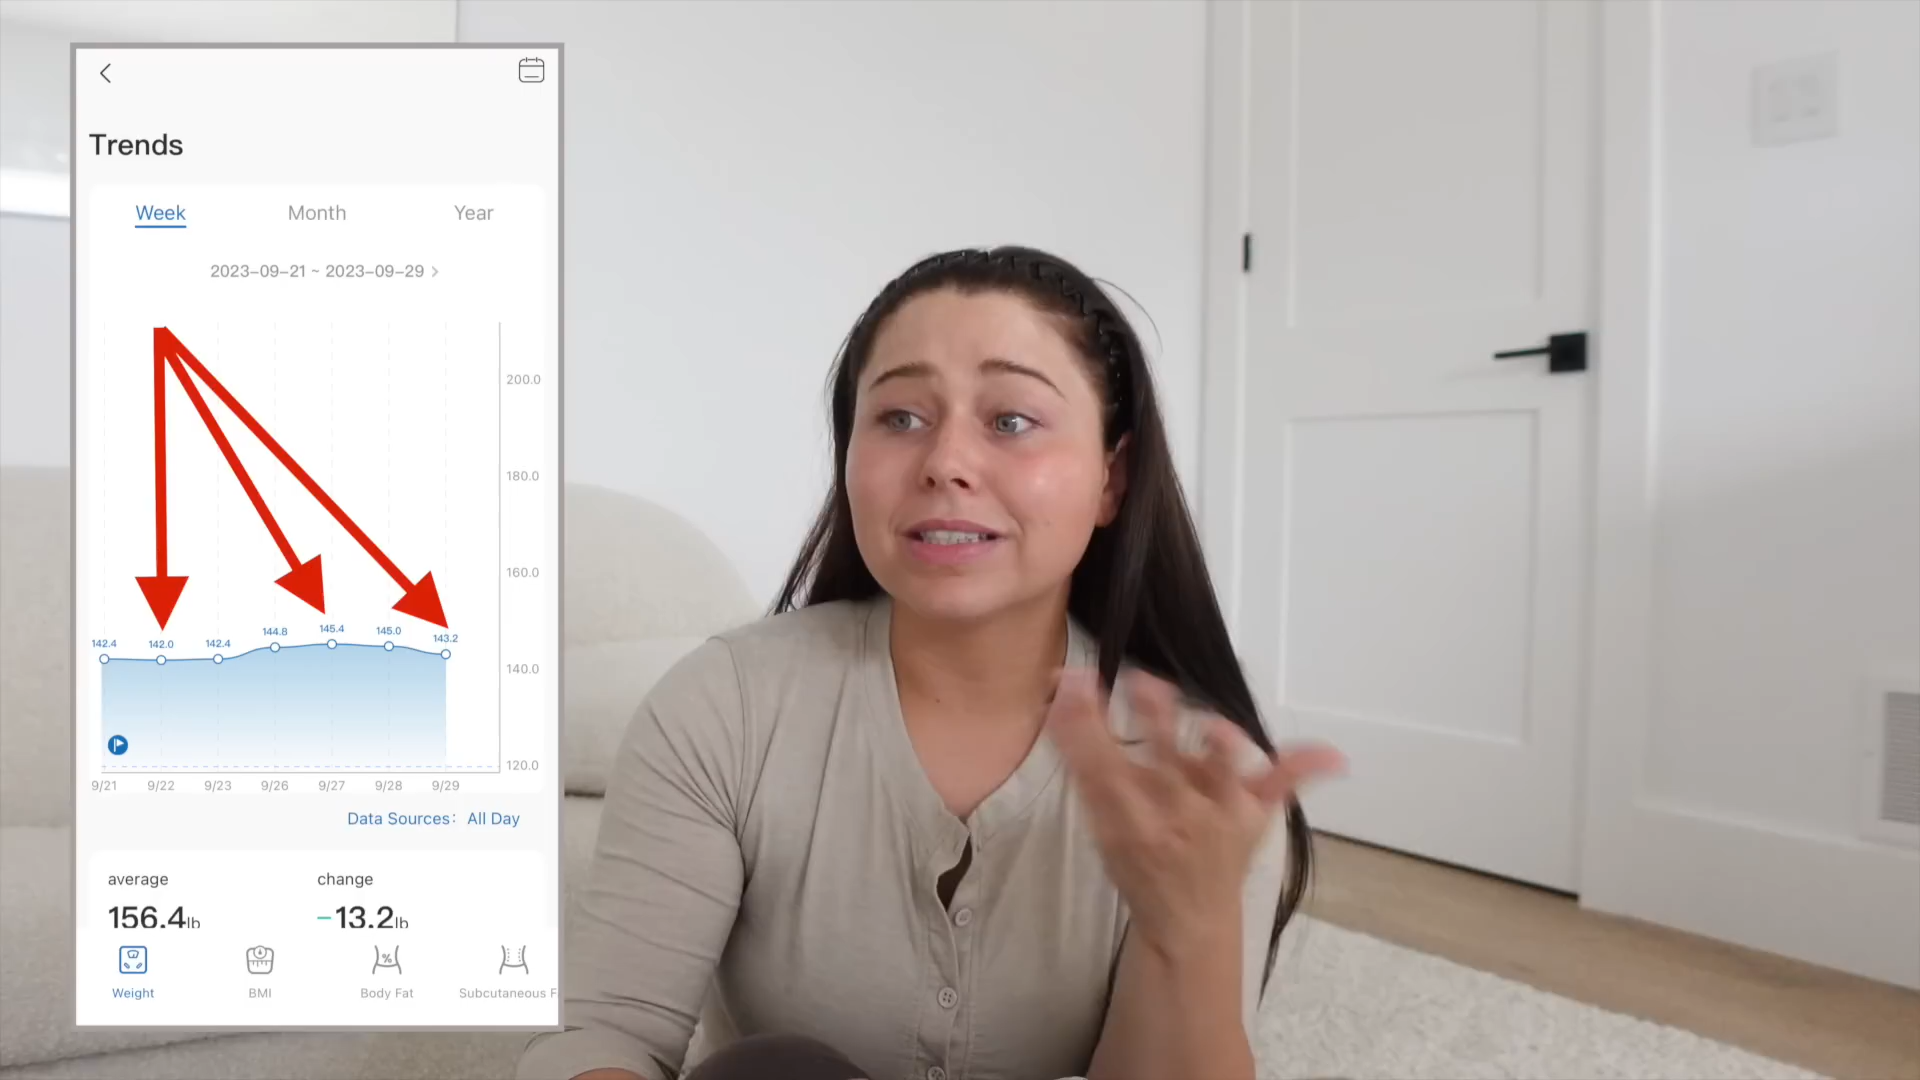 Trends
Week Month Year
2023-09-21 ~ 2023-09-29 >
200.0
180.0
160.0
142.4 142.0 142.4 144.8 145.4 145.0 143.2
140.0
120.0
9/21 9/22 9/23 9/26 9/27 9/28 9/29
Data Sources: All Day
average change
156.4lb -13.2lb
Weight BMI Body Fat Subcutaneous F